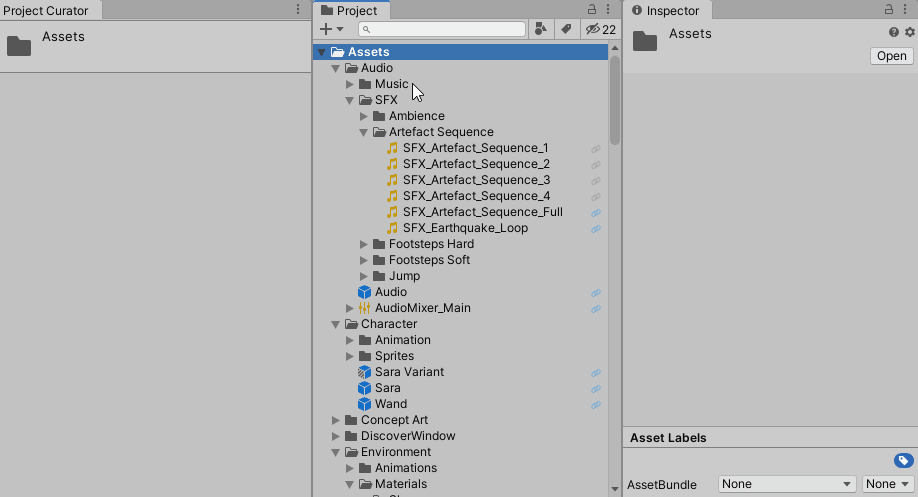 Project Curator
Assets
Project
22
Assets
Audio
Music
SFX
Ambience
Artefact Sequence
SFX_Artefact_Sequence_1
SFX_Artefact_Sequence_2
SFX_Artefact_Sequence_3
SFX_Artefact_Sequence_4
SFX_Artefact_Sequence_Full
SFX_Earthquake_Loop
Footsteps Hard
Footsteps Soft
Jump
Audio
AudioMixer_Main
Character
Animation
Sprites
Sara Variant
Sara
Wand
Concept Art
DiscoverWindow
Environment
Animations
Materials
Inspector
Assets
Open
Asset Labels
AssetBundle None None